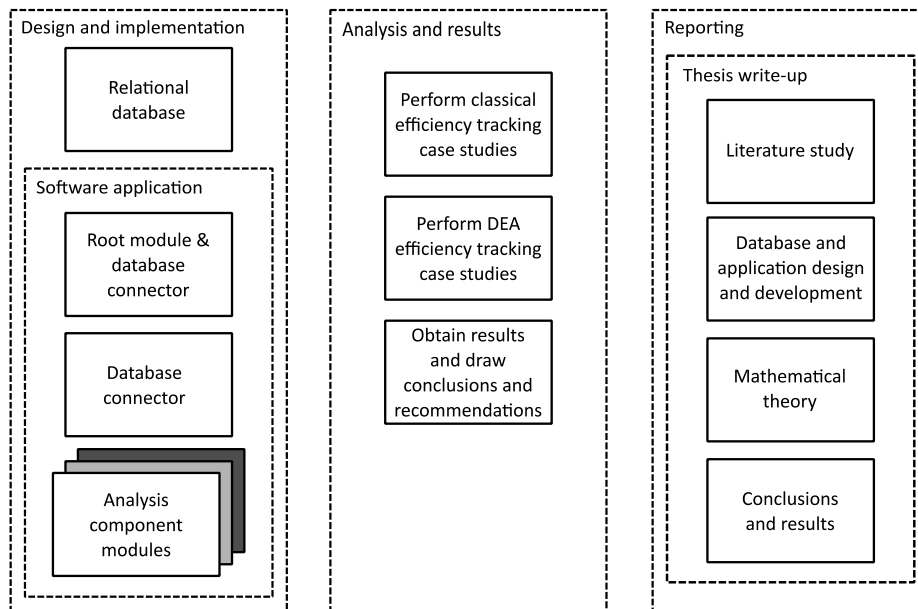 Design and implementation
Relational
database
Software application
Root module &
database
connector
Database
connector
Analysis
component
modules
Analysis and results
Perform classical
efficiency tracking
case studies
Perform DEA
efficiency tracking
case studies
Obtain results
and draw
conclusions and
recommendations
Reporting
Thesis write-up
Literature study
Database and
application design
and development
Mathematical
theory
Conclusions
and results